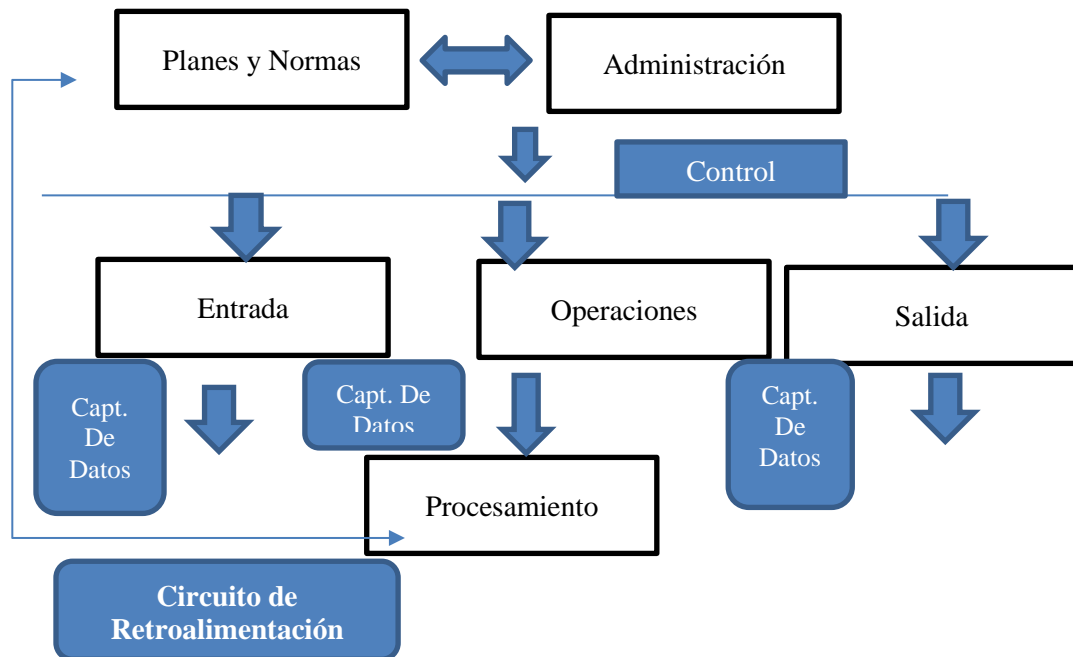 Planes y Normas
Administración
Control
Entrada
Operaciones
Salida
Capt.
De
Datos
Capt. De
Datos
Capt.
De
Datos
Procesamiento
Circuito de
Retroalimentación